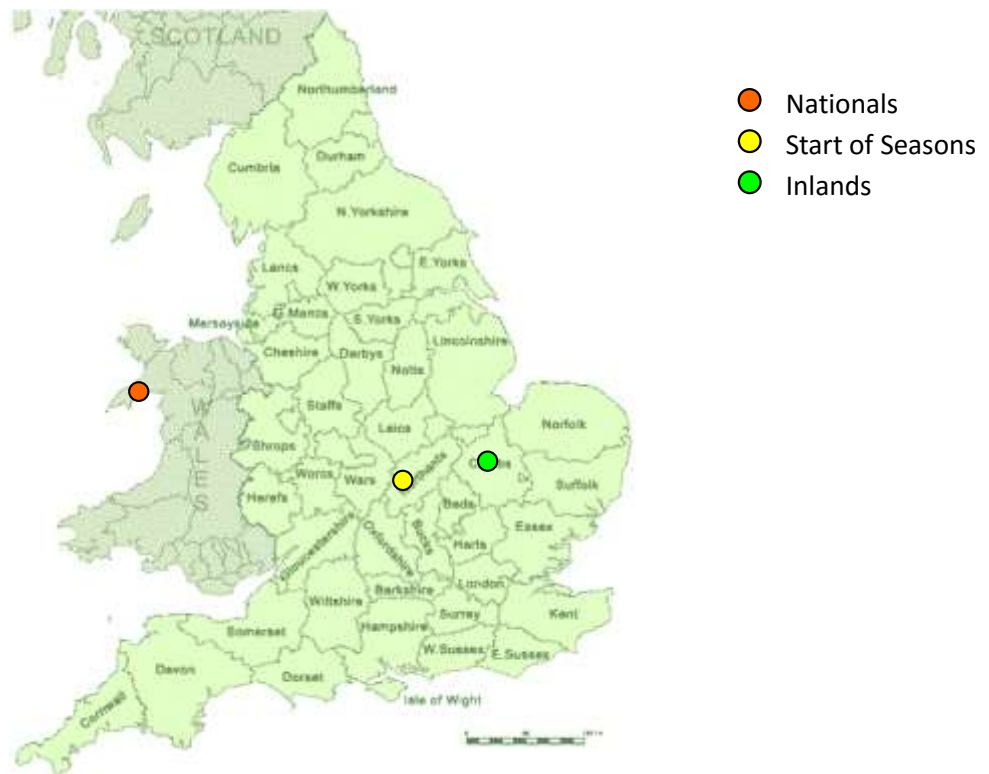 SCOTLAND
Northumberland
Durham
Cumbria
N.Yorkshire
Lancs
E.Yorks
W.Yorks
G.Mancs
S.Yorks
Merseyside
Lincolnshire
Cheshire
Darbys
Notts
Staffs
Norfolk
Leics
WALES
Shrops
Worcs
Wars
Suffolk
Herefs
Beds
Essex
Gloucestershire
Oxfordshire
Bucks
Herts
London
Berkshire
Wiltshire
Surrey
Kent
Hampshire
Somerset
W.Sussex
E.Sussex
Devon
Dorset
Isle of Wight
Cornwall
Nationals
Start of Seasons
Inlands